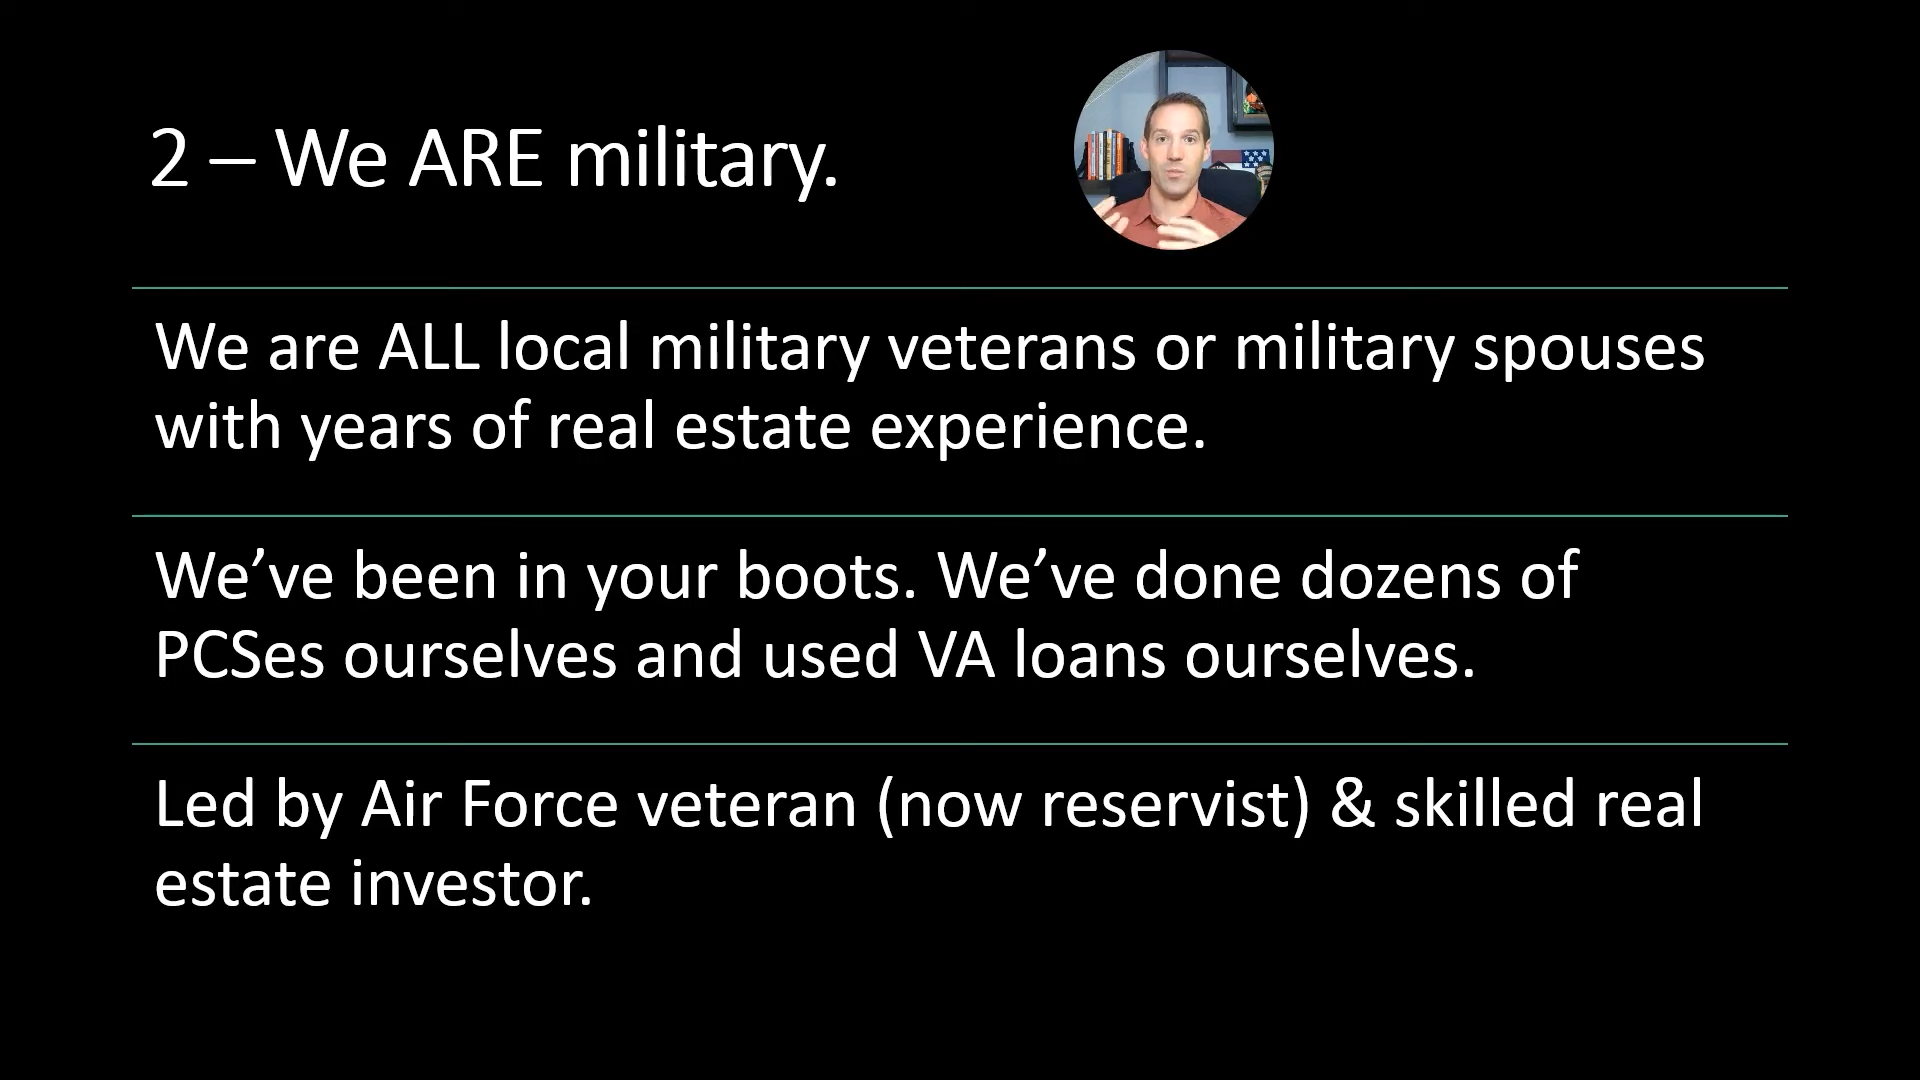 2 – We ARE military.
We are ALL local military veterans or military spouses
with years of real estate experience.
We’ve been in your boots. We’ve done dozens of
PCSes ourselves and used VA loans ourselves.
Led by Air Force veteran (now reservist) & skilled real
estate investor.